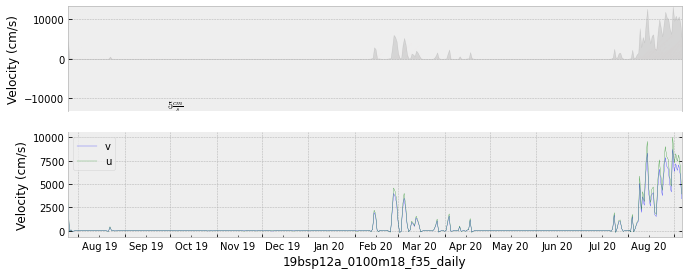 Velocity (cm/s)
10000
0
−10000
5 cm/s
Velocity (cm/s)
10000
7500
5000
2500
0
v
u
Aug 19 Sep 19 Oct 19 Nov 19 Dec 19 Jan 20 Feb 20 Mar 20 Apr 20 May 20 Jun 20 Jul 20 Aug 20
19bsp12a_0100m18_f35_daily